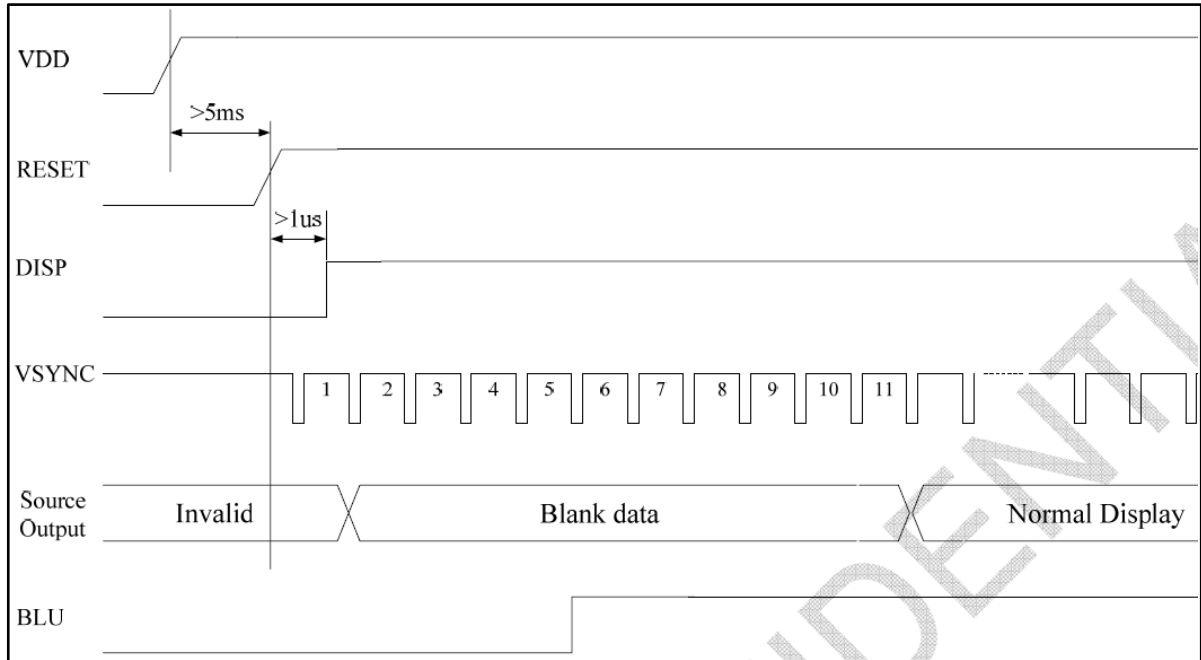 VDD
>5ms
RESET
>1us
DISP
VSYNC
1 2 3 4 5 6 7 8 9 10 11
Source
Output
Invalid
Blank data
Normal Display
BLU